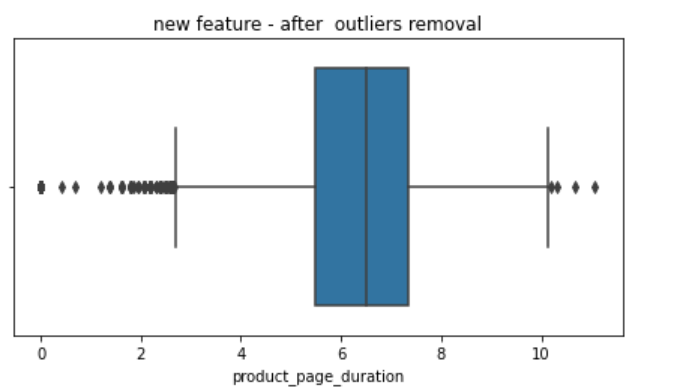 new feature - after  outliers removal
0 2 4 6 8 10
product_page_duration